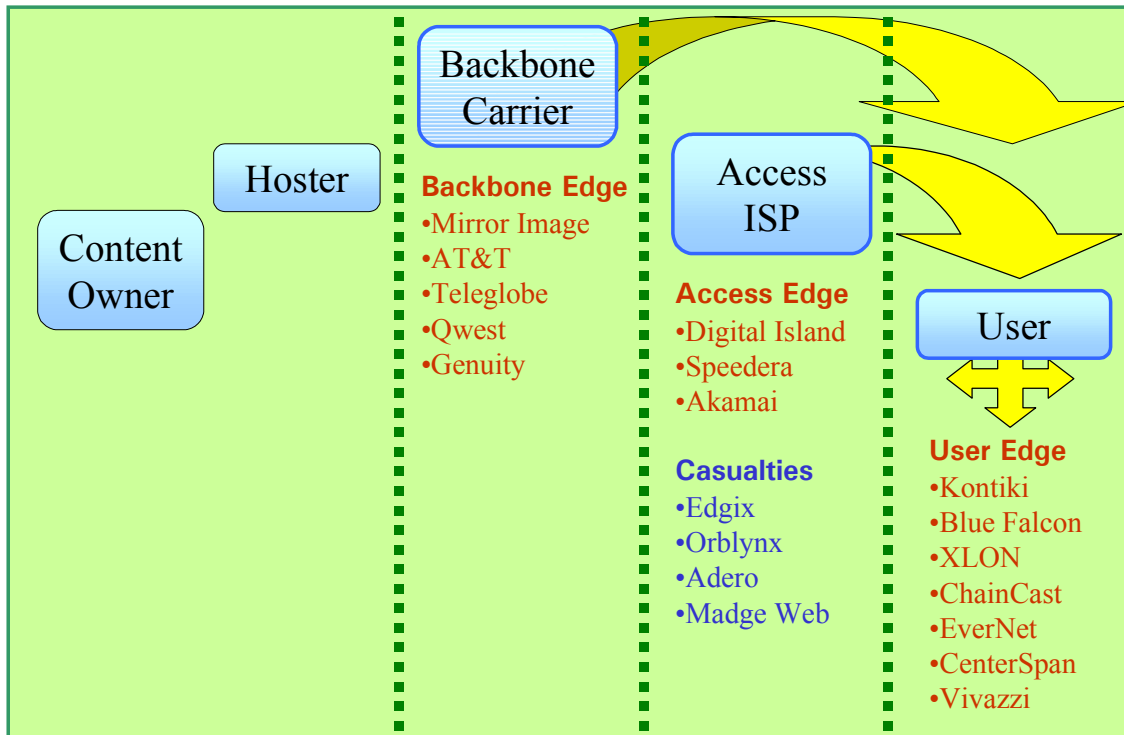 Content
Owner
Hoster
Backbone
Carrier
Backbone Edge
•Mirror Image
•AT&T
•Teleglobe
•Qwest
•Genuity
Access
ISP
Access Edge
•Digital Island
•Speedera
•Akamai
Casualties
•Edgix
•Orblynx
•Adero
•Madge Web
User
User Edge
•Kontiki
•Blue Falcon
•XLON
•ChainCast
•EverNet
•CenterSpan
•Vivazzi